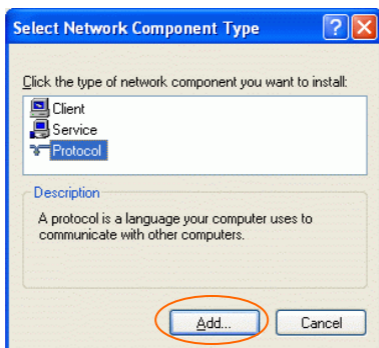 Select Network Component Type
Click the type of network component you want to install:
Client
Service
Protocol
Description
A protocol is a language your computer uses to
communicate with other computers.
Add...
Cancel